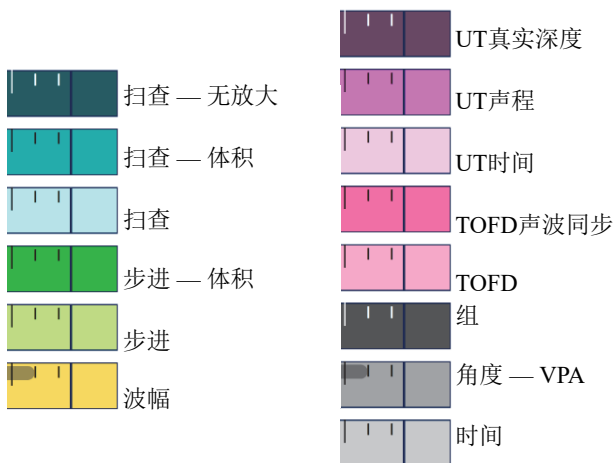 扫查 — 无放大
扫查 — 体积
扫查
步进 — 体积
步进
波幅
UT真实深度
UT声程
UT时间
TOFD声波同步
TOFD
组
角度 — VPA
时间